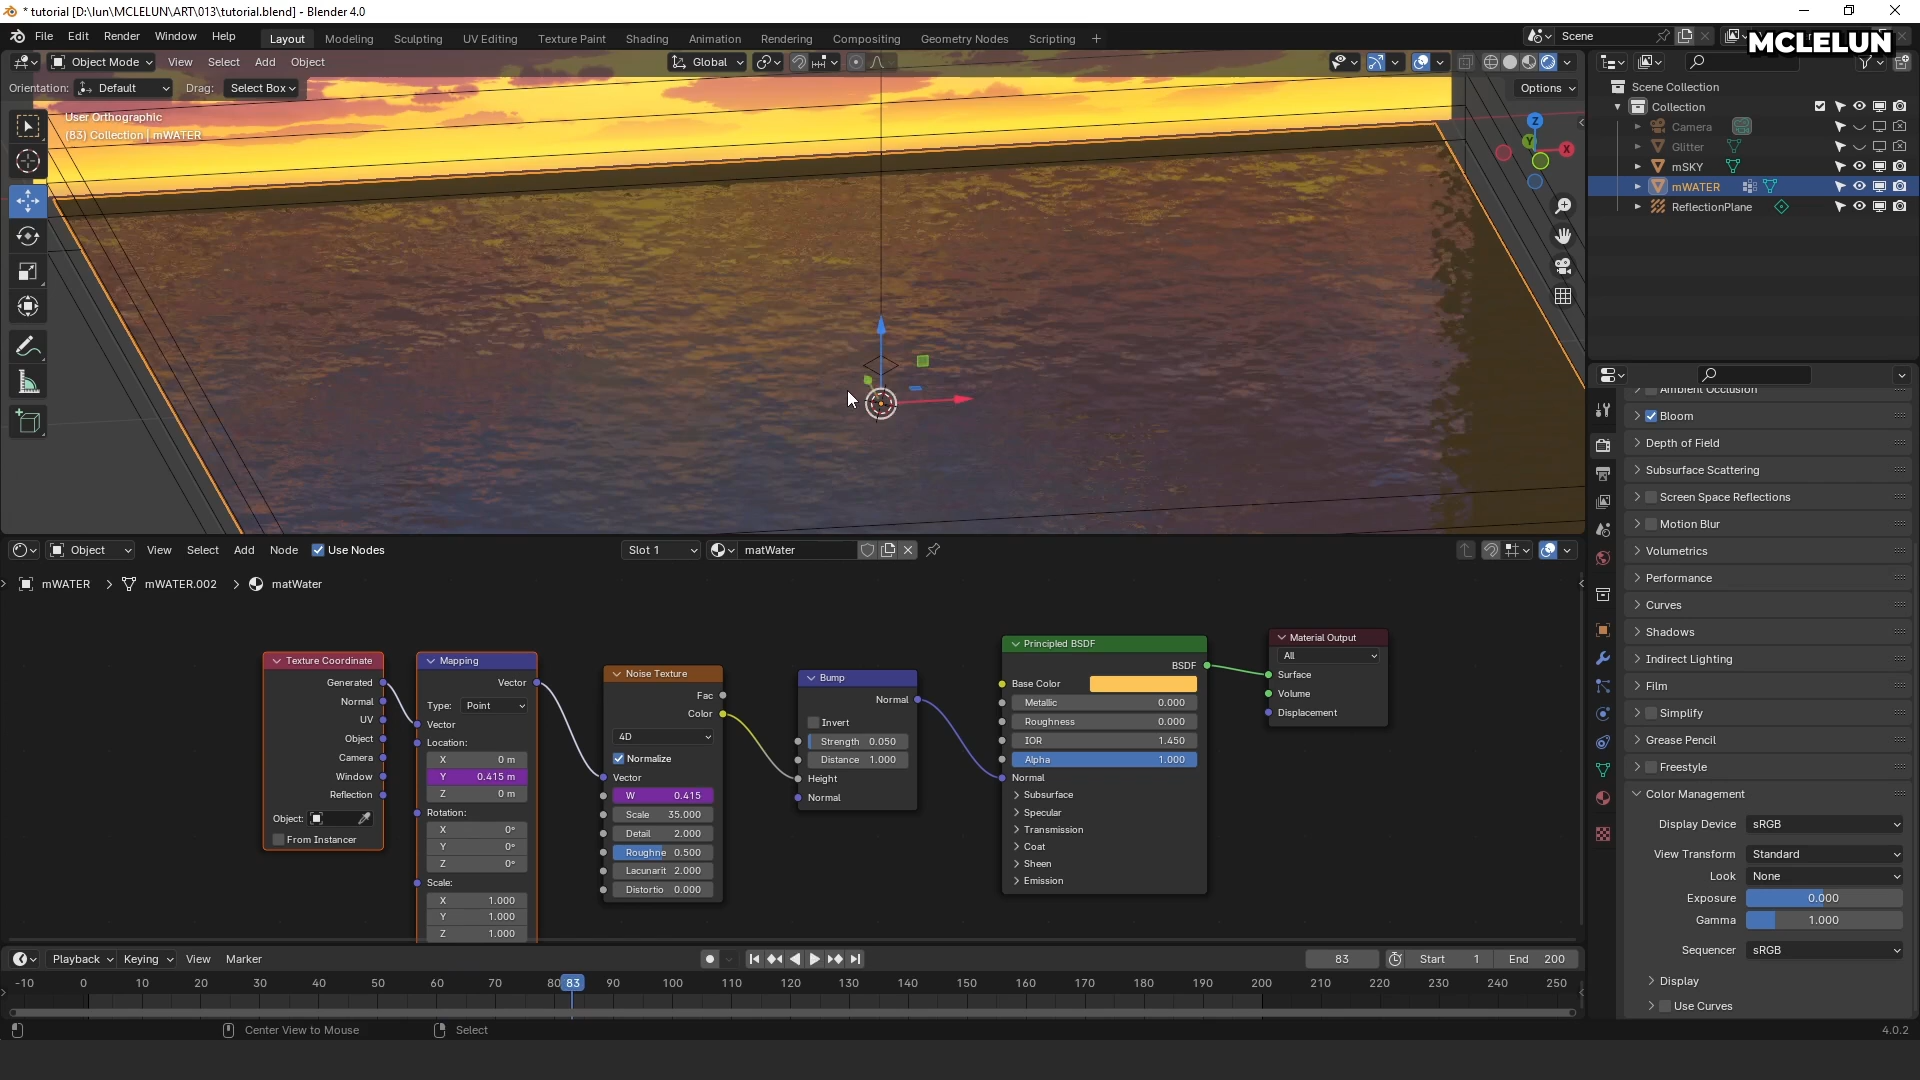 * tutorial [D:\lun\MCLELUN\ART\013\tutorial.blend] - Blender 4.0
File Edit Render Window Help
Layout Modeling Sculpting UV Editing Texture Paint Shading Animation Rendering Compositing Geometry Nodes Scripting +
Scene
MCLELUN
Object Mode View Select Add Object
Global
Orientation: Default Drag: Select Box
Options
User Orthographic
(83) Collection | mWATER
Z
Y
X
Scene Collection
Collection
Camera
Glitter
mSKY
mWATER
ReflectionPlane
Ambient Occlusion
Bloom
Depth of Field
Subsurface Scattering
Screen Space Reflections
Motion Blur
Volumetrics
Performance
Curves
Shadows
Indirect Lighting
Film
Simplify
Grease Pencil
Freestyle
Color Management
Display Device sRGB
View Transform Standard
Look None
Exposure 0.000
Gamma 1.000
Sequencer sRGB
Display
Use Curves
Object View Select Add Node Use Nodes
Slot 1 matWater
mWATER > mWATER.002 > matWater
Texture Coordinate
Generated
Normal
UV
Object
Camera
Window
Reflection
Object:
From Instancer
Mapping
Vector
Type: Point
Vector
Location:
X 0 m
Y 0.415 m
Z 0 m
Rotation:
X 0°
Y 0°
Z 0°
Scale:
X 1.000
Y 1.000
Z 1.000
Noise Texture
Fac
Color
4D
Normalize
Vector
W 0.415
Scale 35.000
Detail 2.000
Roughne 0.500
Lacunarit 2.000
Distortio 0.000
Bump
Normal
Invert
Strength 0.050
Distance 1.000
Height
Normal
Principled BSDF
BSDF
Base Color
Metallic 0.000
Roughness 0.000
IOR 1.450
Alpha 1.000
Normal
Subsurface
Specular
Transmission
Coat
Sheen
Emission
Material Output
All
Surface
Volume
Displacement
Playback Keying View Marker
83 Start 1 End 200
-10 0 10 20 30 40 50 60 70 80 83 90 100 110 120 130 140 150 160 170 180 190 200 210 220 230 240 250
Center View to Mouse Select
4.0.2